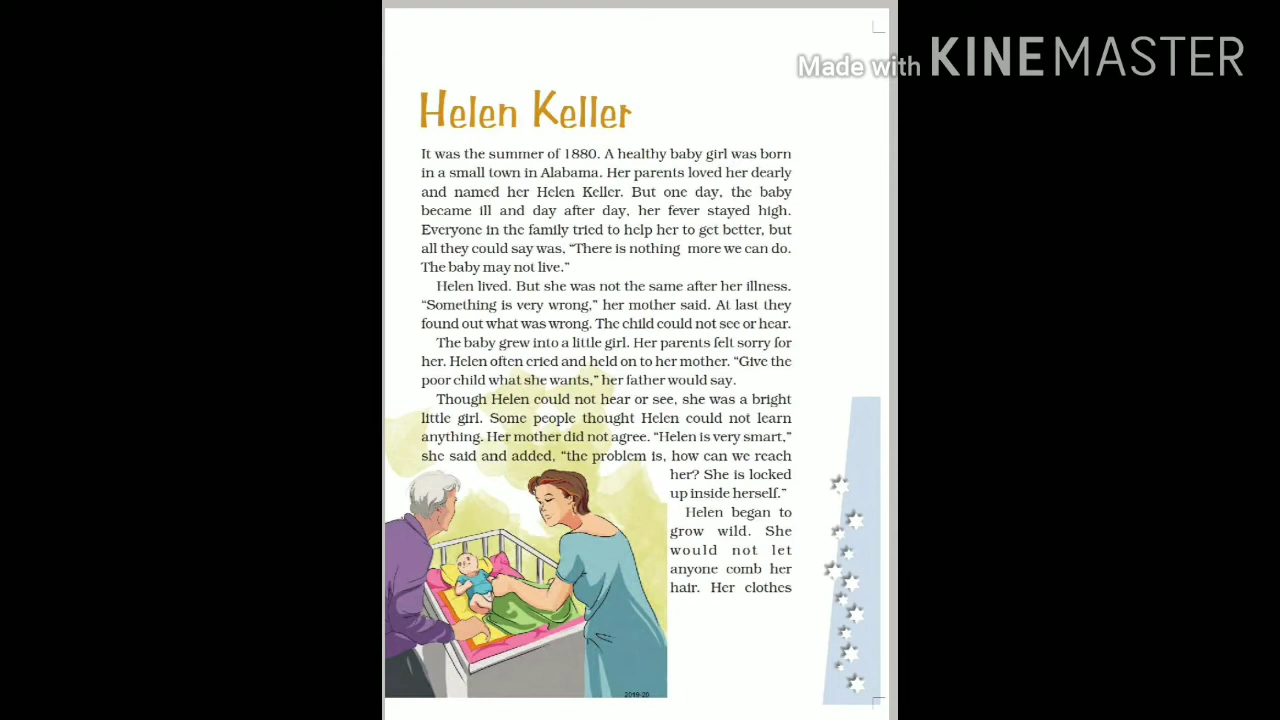 Made with KINEMASTER
Helen Keller
It was the summer of 1880. A healthy baby girl was born
in a small town in Alabama. Her parents loved her dearly
and named her Helen Keller. But one day, the baby
became ill and day after day, her fever stayed high.
Everyone in the family tried to help her to get better, but
all they could say was, “There is nothing more we can do.
The baby may not live.”
Helen lived. But she was not the same after her illness.
“Something is very wrong,” her mother said. At last they
found out what was wrong. The child could not see or hear.
The baby grew into a little girl. Her parents felt sorry for
her. Helen often cried and held on to her mother. “Give the
poor child what she wants,” her father would say.
Though Helen could not hear or see, she was a bright
little girl. Some people thought Helen could not learn
anything. Her mother did not agree. “Helen is very smart,”
she said and added, “the problem is, how can we reach
her? She is locked
up inside herself.”
Helen began to
grow wild. She
would not let
anyone comb her
hair. Her clothes
2019-20